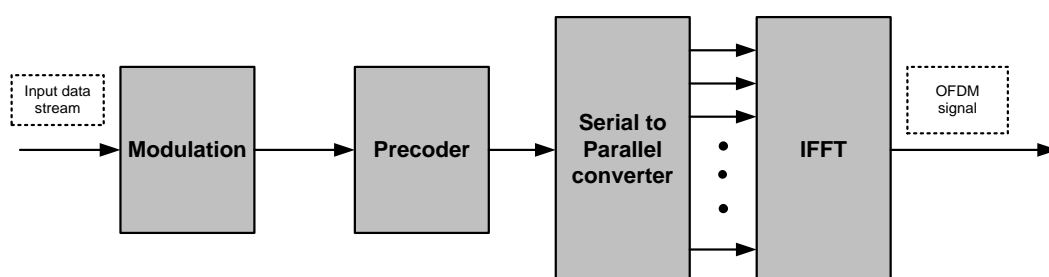 Input data
stream
Modulation
Precoder
Serial to
Parallel
converter
IFFT
OFDM
signal